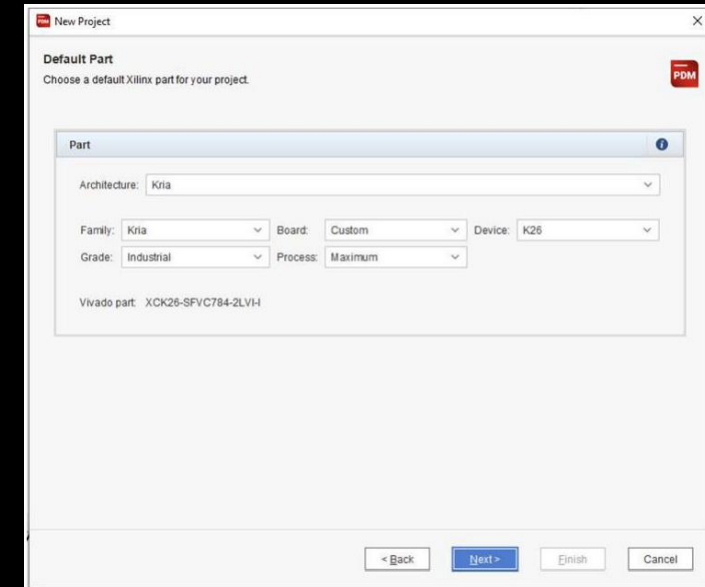 PDM New Project
Default Part
Choose a default Xilinx part for your project.
PDM
Part
Architecture: Kria
Family: Kria Board: Custom Device: K26
Grade: Industrial Process: Maximum
Vivado part: XCK26-SFVC784-2LVI-I
< Back Next > Finish Cancel